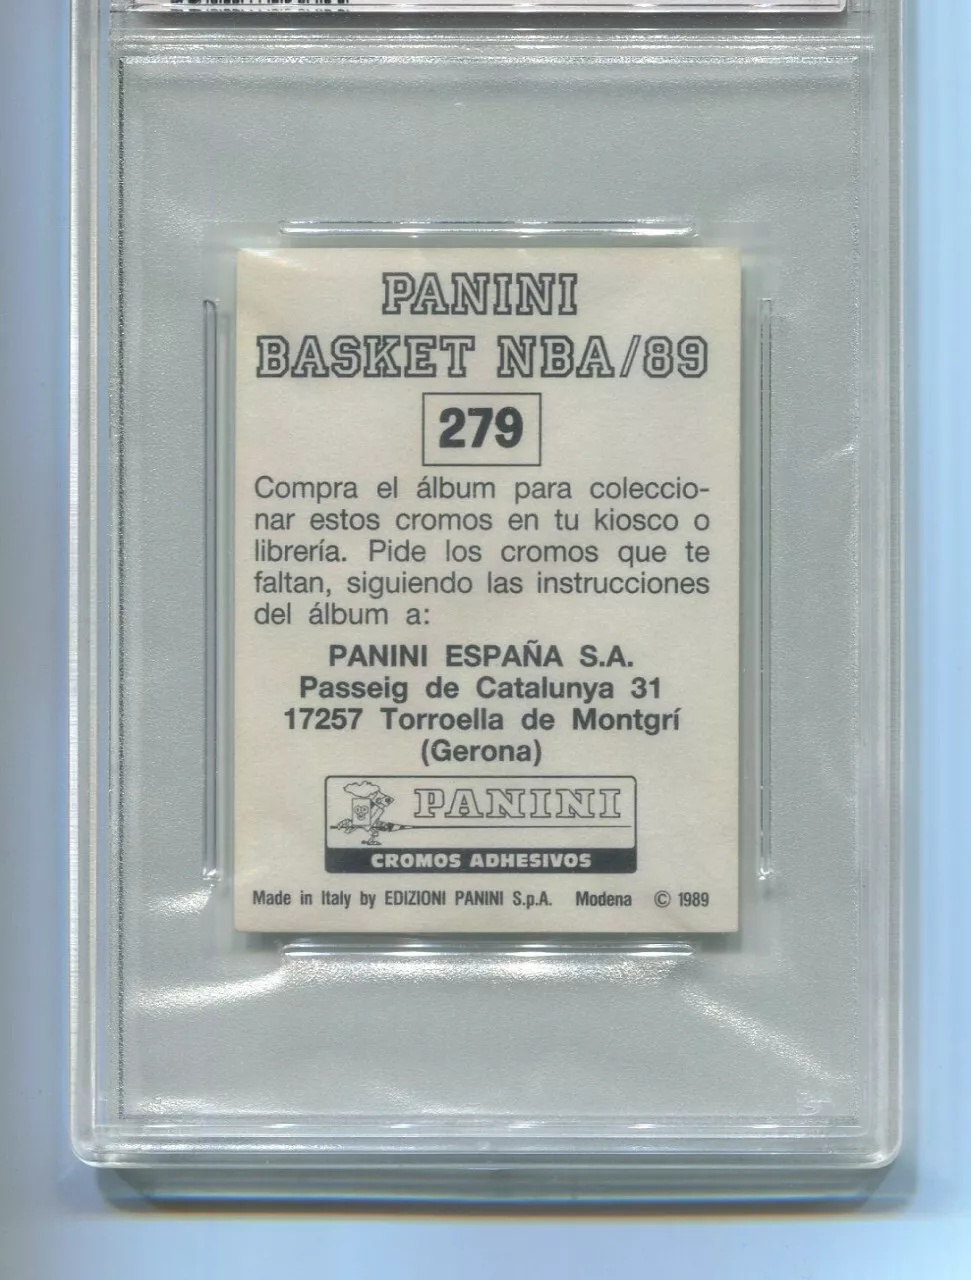 PANINI
BASKET NBA/89
279
Compra el álbum para coleccio-
nar estos cromos en tu kiosco o
librería. Pide los cromos que te
faltan, siguiendo las instrucciones
del álbum a:
PANINI ESPAÑA S.A.
Passeig de Catalunya 31
17257 Torroella de Montgrí
(Gerona)
PANINI
CROMOS ADHESIVOS
Made in Italy by EDIZIONI PANINI S.p.A. Modena © 1989